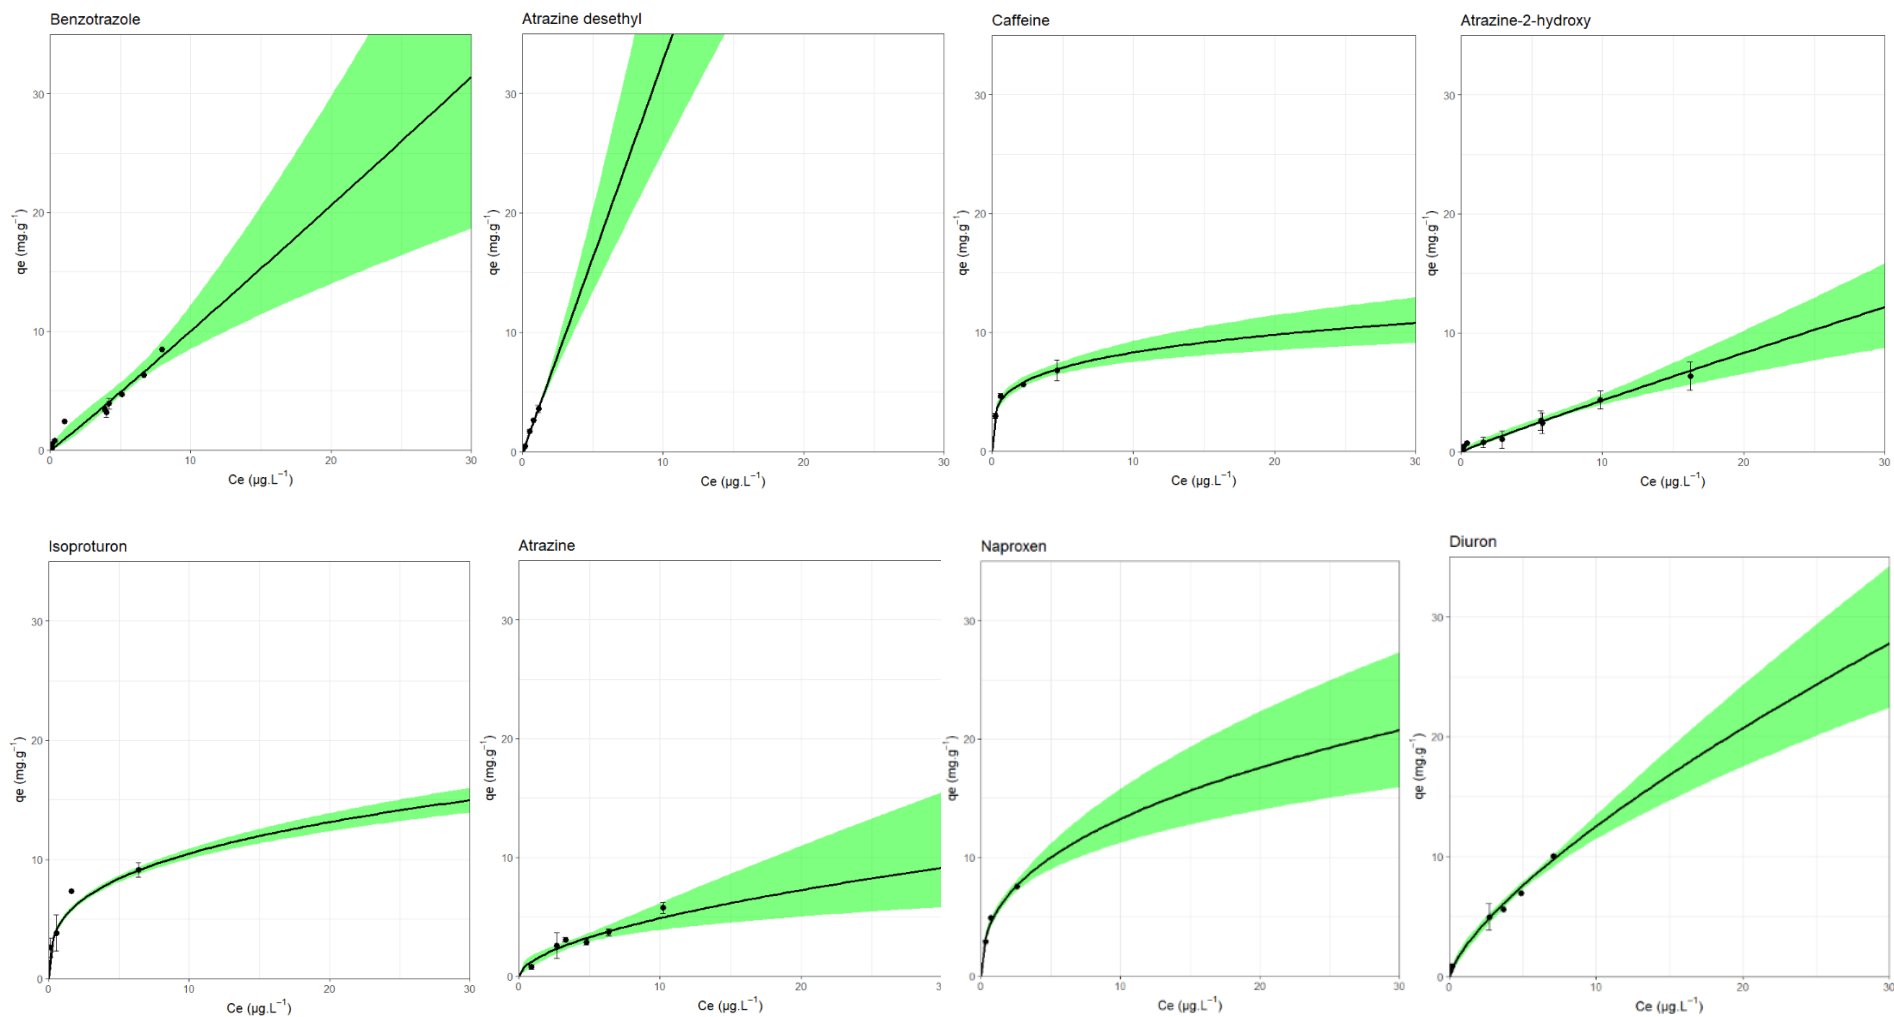 Benzotrazole
Atrazine desethyl
Caffeine
Atrazine-2-hydroxy
qe (mg.g⁻¹)
30
20
10
0
0 10 20 30
Ce (µg.L⁻¹)
qe (mg.g⁻¹)
30
20
10
0
0 10 20 30
Ce (µg.L⁻¹)
qe (mg.g⁻¹)
30
20
10
0
0 10 20 30
Ce (µg.L⁻¹)
qe (mg.g⁻¹)
30
20
10
0
0 10 20 30
Ce (µg.L⁻¹)
Isoproturon
Atrazine
Naproxen
Diuron
qe (mg.g⁻¹)
30
20
10
0
0 10 20 30
Ce (µg.L⁻¹)
qe (mg.g⁻¹)
30
20
10
0
0 10 20 3
Ce (µg.L⁻¹)
qe (mg.g⁻¹)
30
20
10
0
0 10 20 30
Ce (µg.L⁻¹)
qe (mg.g⁻¹)
30
20
10
0
0 10 20 30
Ce (µg.L⁻¹)